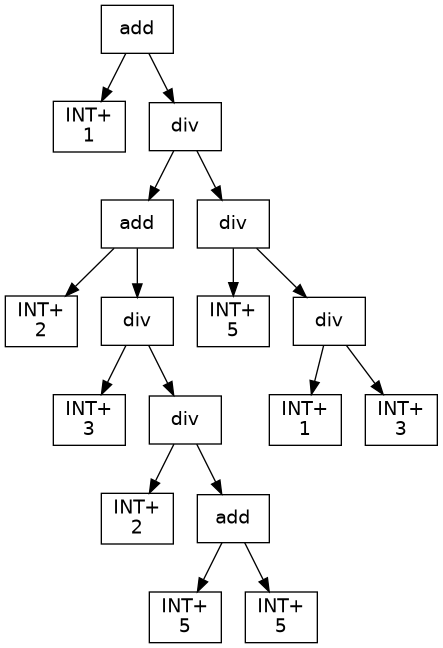 add
INT+
1
div
add
div
INT+
2
div
INT+
5
div
INT+
3
div
INT+
1
INT+
3
INT+
2
add
INT+
5
INT+
5